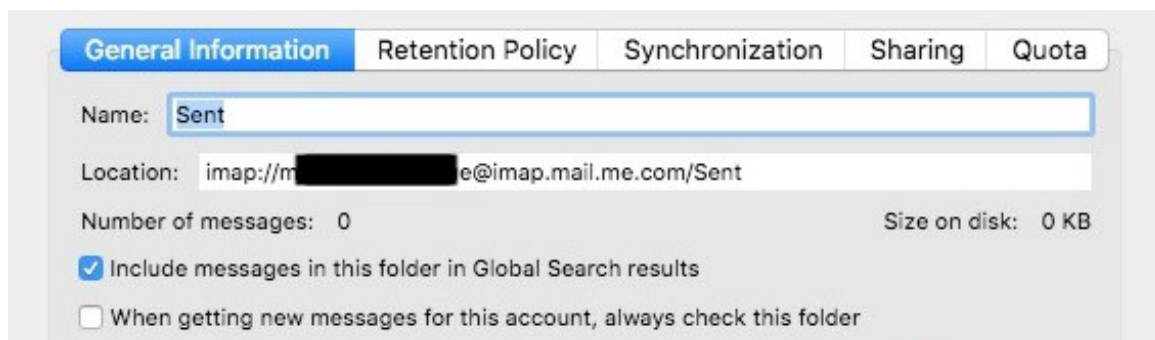 General Information Retention Policy Synchronization Sharing Quota
Name: Sent
Location: imap://m e@imap.mail.me.com/Sent
Number of messages: 0 Size on disk: 0 KB
Include messages in this folder in Global Search results
When getting new messages for this account, always check this folder